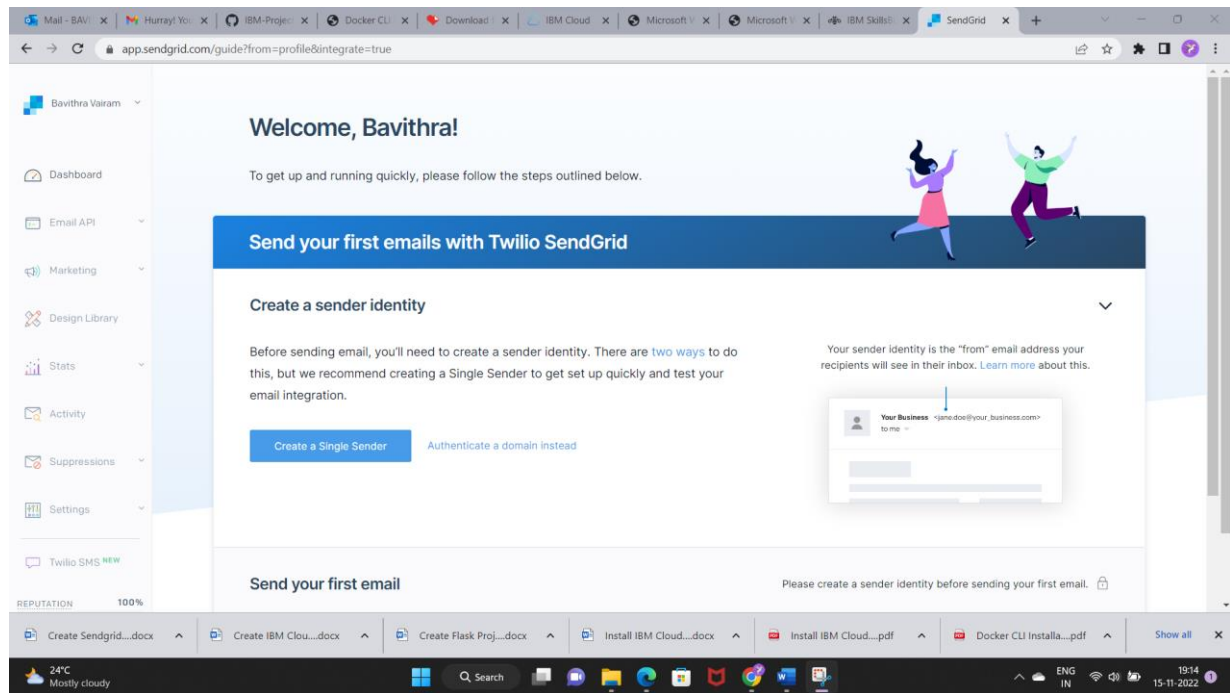 Mail - BAVI
Hurray! You
IBM-Project
Docker CLI
Download
IBM Cloud
Microsoft V
Microsoft V
IBM SkillsB
SendGrid
app.sendgrid.com/guide?from=profile&integrate=true
Bavithra Vairam
Dashboard
Email API
Marketing
Design Library
Stats
Activity
Suppressions
Settings
Twilio SMS NEW
REPUTATION 100%
Welcome, Bavithra!
To get up and running quickly, please follow the steps outlined below.
Send your first emails with Twilio SendGrid
Create a sender identity
Before sending email, you'll need to create a sender identity. There are two ways to do
this, but we recommend creating a Single Sender to get set up quickly and test your
email integration.
Create a Single Sender
Authenticate a domain instead
Your sender identity is the "from" email address your
recipients will see in their inbox. Learn more about this.
Your Business <jane.doe@your_business.com>
to me
Send your first email
Please create a sender identity before sending your first email.
Create Sendgrid....docx
Create IBM Clou....docx
Create Flask Proj....docx
Install IBM Cloud....docx
Install IBM Cloud....pdf
Docker CLI Installa....pdf
Show all
24°C
Mostly cloudy
Search
ENG
IN
19:14
15-11-2022